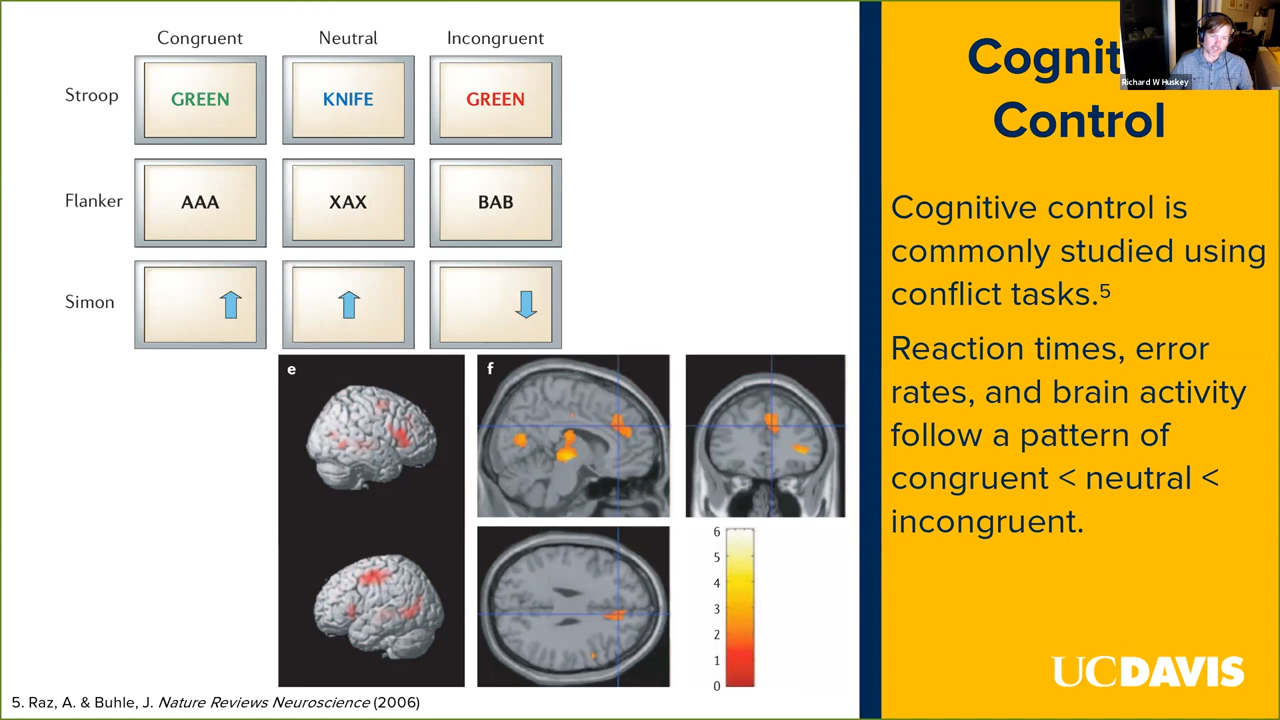 Congruent Neutral Incongruent
Stroop GREEN KNIFE GREEN
Flanker AAA XAX BAB
Simon
e f
6
5
4
3
2
1
0
5. Raz, A. & Buhle, J. Nature Reviews Neuroscience (2006)
Cognit
Control
Richard W Huskey
Cognitive control is
commonly studied using
conflict tasks.⁵
Reaction times, error
rates, and brain activity
follow a pattern of
congruent < neutral <
incongruent.
UCDAVIS